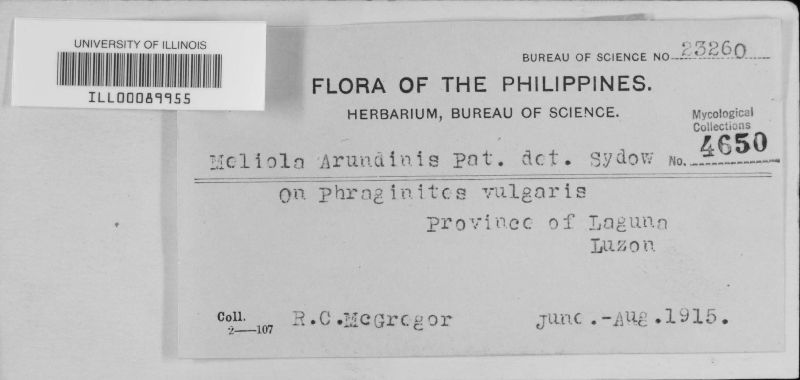 UNIVERSITY OF ILLINOIS
ILL00089955
BUREAU OF SCIENCE NO 23260
FLORA OF THE PHILIPPINES.
HERBARIUM, BUREAU OF SCIENCE.
Mycological
Collections
No. 4650
Meliola Arundinis Pat. det. Sydow
On Phraginites vulgaris
Province of Laguna
Luzon
Coll.
2—107
R.C.McGregor
June.-Aug.1915.